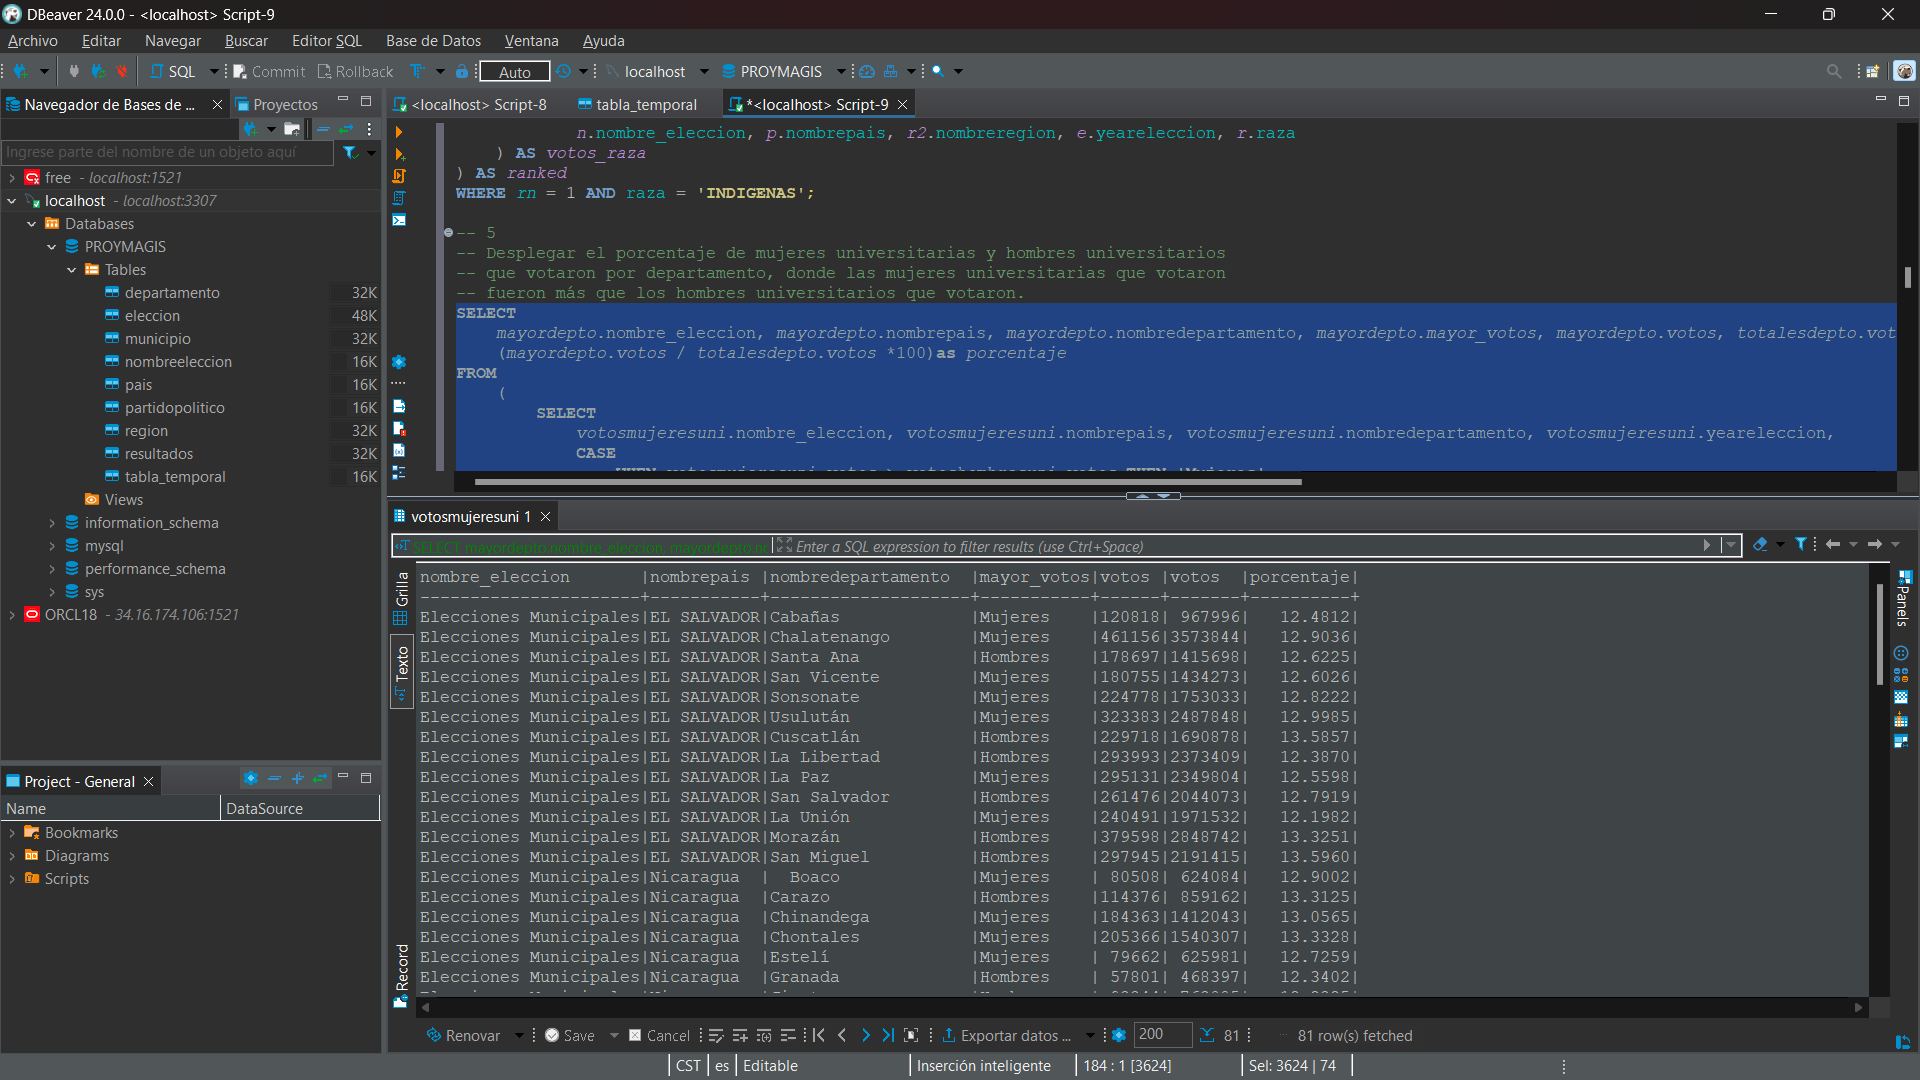 DBeaver 24.0.0 - <localhost> Script-9
Archivo Editar Navegar Buscar Editor SQL Base de Datos Ventana Ayuda
SQL Commit Rollback Auto localhost PROYMAGIS
Navegador de Bases de ... Proyectos
Ingrese parte del nombre de un objeto aquí
free - localhost:1521
localhost - localhost:3307
Databases
PROYMAGIS
Tables
departamento 32K
eleccion 48K
municipio 32K
nombreeleccion 16K
pais 16K
partidopolitico 16K
region 32K
resultados 32K
tabla_temporal 16K
Views
information_schema
mysql
performance_schema
sys
ORCL18 - 34.16.174.106:1521
Project - General
Name DataSource
Bookmarks
Diagrams
Scripts
<localhost> Script-8 tabla_temporal *<localhost> Script-9
n.nombre_eleccion, p.nombrepais, r2.nombreregion, e.yeareleccion, r.raza
) AS votos_raza
) AS ranked
WHERE rn = 1 AND raza = 'INDIGENAS';
-- 5
-- Desplegar el porcentaje de mujeres universitarias y hombres universitarios
-- que votaron por departamento, donde las mujeres universitarias que votaron
-- fueron más que los hombres universitarios que votaron.
SELECT
mayordepto.nombre_eleccion, mayordepto.nombrepais, mayordepto.nombredepartamento, mayordepto.mayor_votos, mayordepto.votos, totalesdepto.vot
(mayordepto.votos / totalesdepto.votos *100)as porcentaje
FROM
(
SELECT
votosmujeresuni.nombre_eleccion, votosmujeresuni.nombrepais, votosmujeresuni.nombredepartamento, votosmujeresuni.yeareleccion,
CASE
WHEN votosmujeresuni.votos > votoshombresuni.votos THEN 'Mujeres'
votosmujeresuni 1
SELECT mayordepto.nombre_eleccion, mayordepto.no Enter a SQL expression to filter results (use Ctrl+Space)
Grilla
Texto
Record
Panels
nombre_eleccion |nombrepais |nombredepartamento |mayor_votos|votos |votos |porcentaje|
----------------------+-----------+--------------------+-----------+------+-------+----------+
Elecciones Municipales|EL SALVADOR|Cabañas |Mujeres |120818| 967996| 12.4812|
Elecciones Municipales|EL SALVADOR|Chalatenango |Mujeres |461156|3573844| 12.9036|
Elecciones Municipales|EL SALVADOR|Santa Ana |Hombres |178697|1415698| 12.6225|
Elecciones Municipales|EL SALVADOR|San Vicente |Mujeres |180755|1434273| 12.6026|
Elecciones Municipales|EL SALVADOR|Sonsonate |Mujeres |224778|1753033| 12.8222|
Elecciones Municipales|EL SALVADOR|Usulután |Mujeres |323383|2487848| 12.9985|
Elecciones Municipales|EL SALVADOR|Cuscatlán |Hombres |229718|1690878| 13.5857|
Elecciones Municipales|EL SALVADOR|La Libertad |Hombres |293993|2373409| 12.3870|
Elecciones Municipales|EL SALVADOR|La Paz |Mujeres |295131|2349804| 12.5598|
Elecciones Municipales|EL SALVADOR|San Salvador |Hombres |261476|2044073| 12.7919|
Elecciones Municipales|EL SALVADOR|La Unión |Mujeres |240491|1971532| 12.1982|
Elecciones Municipales|EL SALVADOR|Morazán |Hombres |379598|2848742| 13.3251|
Elecciones Municipales|EL SALVADOR|San Miguel |Hombres |297945|2191415| 13.5960|
Elecciones Municipales|Nicaragua | Boaco |Mujeres | 80508| 624084| 12.9002|
Elecciones Municipales|Nicaragua |Carazo |Hombres |114376| 859162| 13.3125|
Elecciones Municipales|Nicaragua |Chinandega |Mujeres |184363|1412043| 13.0565|
Elecciones Municipales|Nicaragua |Chontales |Mujeres |205366|1540307| 13.3328|
Elecciones Municipales|Nicaragua |Estelí |Mujeres | 79662| 625981| 12.7259|
Elecciones Municipales|Nicaragua |Granada |Hombres | 57801| 468397| 12.3402|
Renovar Save Cancel Exportar datos ... 200 81 81 row(s) fetched
CST es Editable Inserción inteligente 184 : 1 [3624] Sel: 3624 | 74